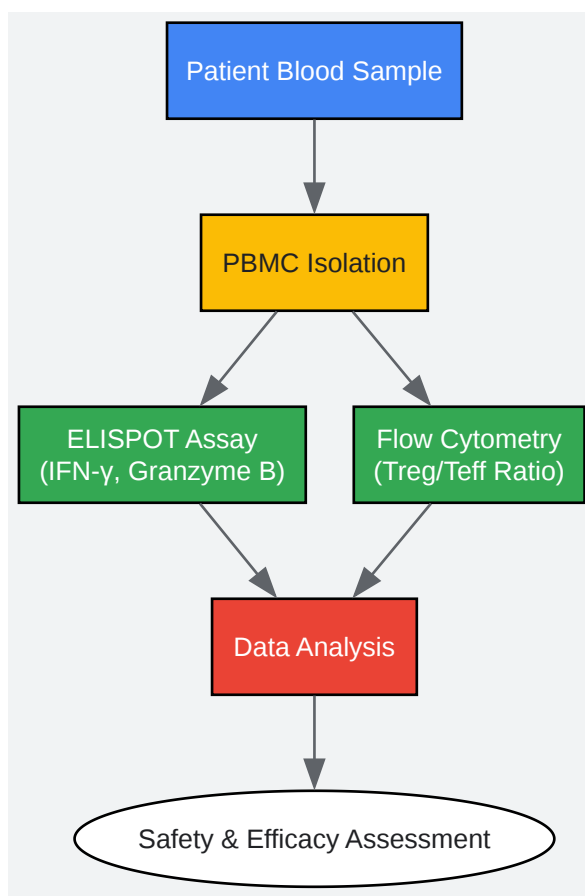 Patient Blood Sample
PBMC Isolation
ELISPOT Assay
(IFN-γ, Granzyme B)
Flow Cytometry
(Treg/Teff Ratio)
Data Analysis
Safety & Efficacy Assessment